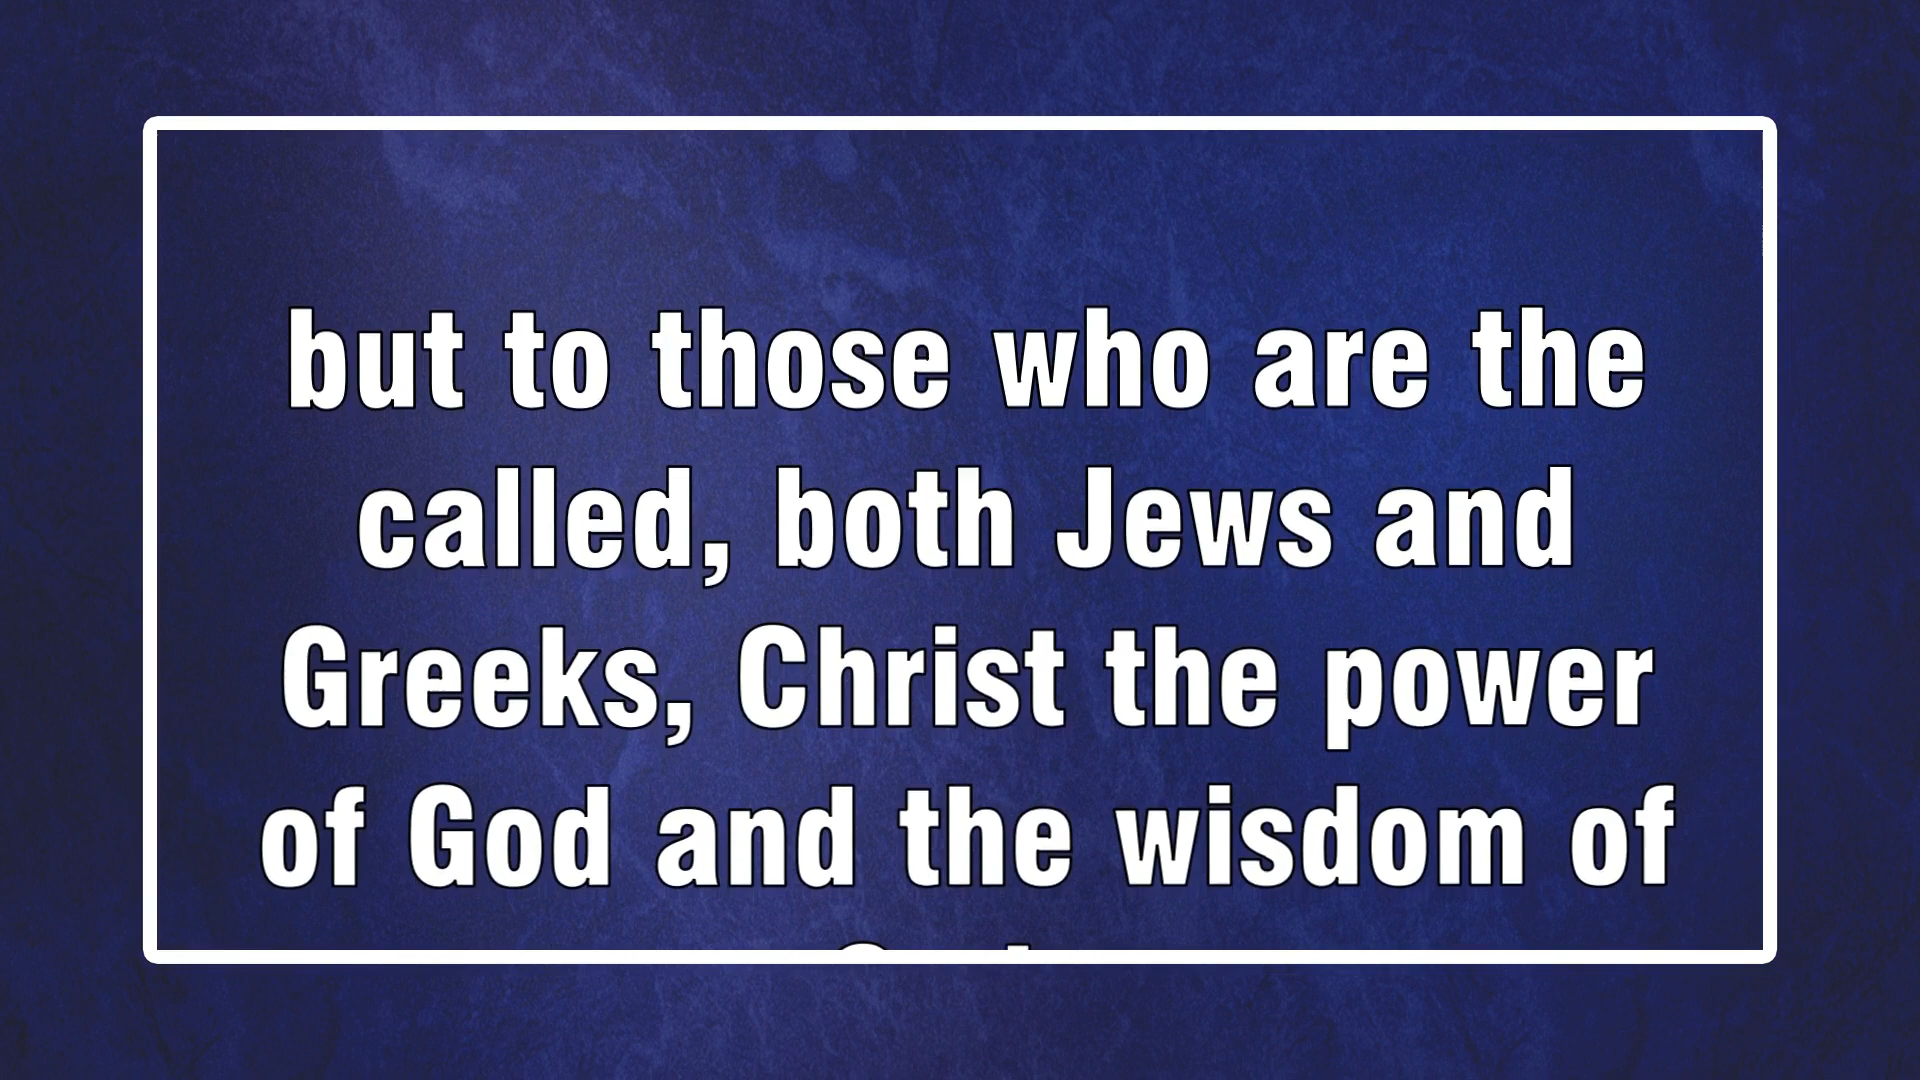 but to those who are the
called, both Jews and
Greeks, Christ the power
of God and the wisdom of